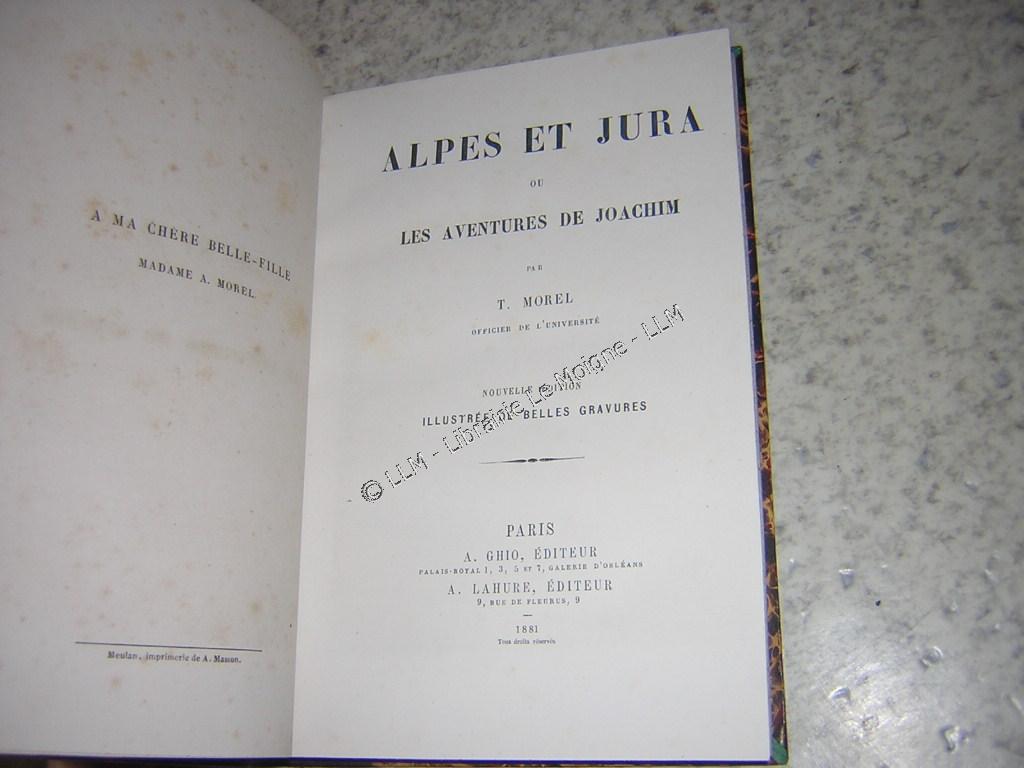 A MA CHÈRE BELLE-FILLE
MADAME A. MOREL.
Meulan, imprimerie de A. Masson.
ALPES ET JURA
OU
LES AVENTURES DE JOACHIM
PAR
T. MOREL
OFFICIER DE L'UNIVERSITÉ
NOUVELLE ÉDITION
ILLUSTRÉE DE BELLES GRAVURES
© LLM - Librairie Le Moigne - LLM
PARIS
A. GHIO, ÉDITEUR
PALAIS-ROYAL 1, 3, 5 ET 7, GALERIE D'ORLÉANS
A. LAHURE, ÉDITEUR
9, RUE DE FLEURUS, 9
1881
Tous droits réservés